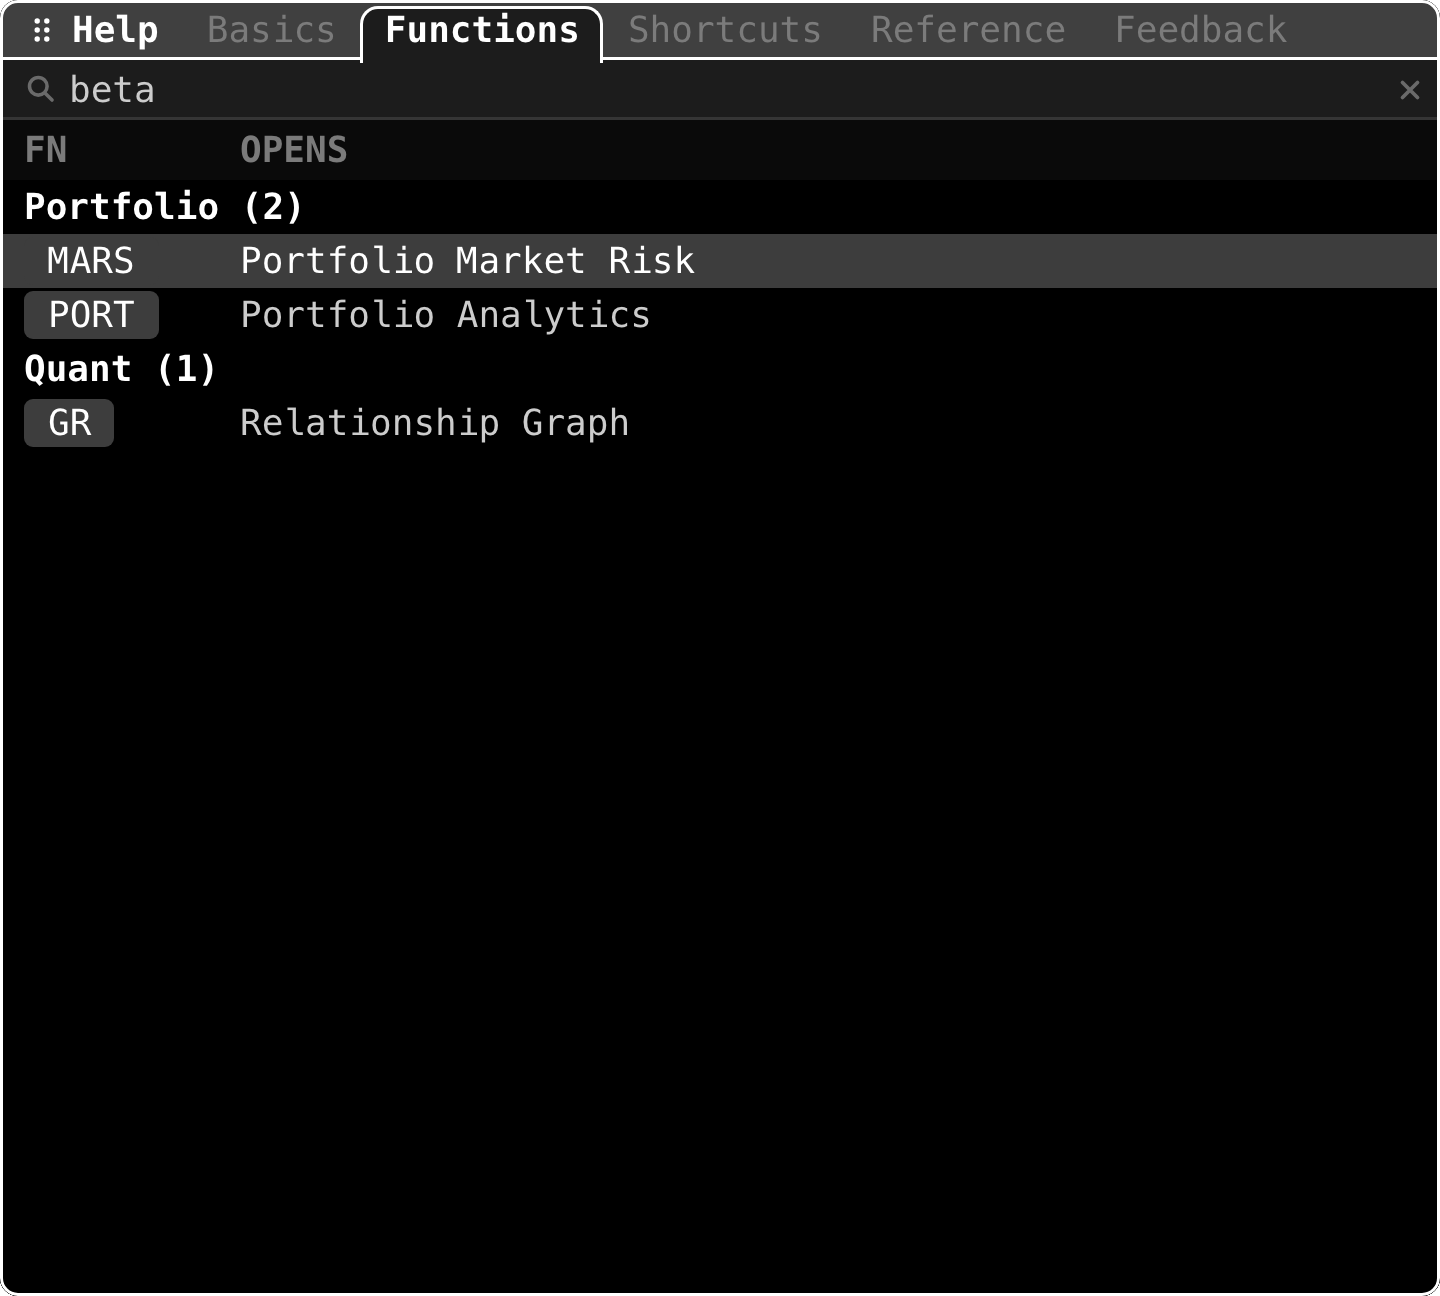 Help Basics Functions Shortcuts Reference Feedback
beta
FN OPENS
Portfolio (2)
MARS Portfolio Market Risk
PORT Portfolio Analytics
Quant (1)
GR Relationship Graph